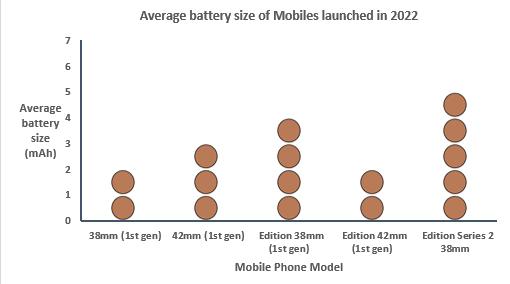 Average battery size of Mobiles launched in 2022
7
6
5
4
3
2
1
0
Average
battery
size
(mAh)
38mm (1st gen)
42mm (1st gen)
Edition 38mm
(1st gen)
Edition 42mm
(1st gen)
Edition Series 2
38mm
Mobile Phone Model